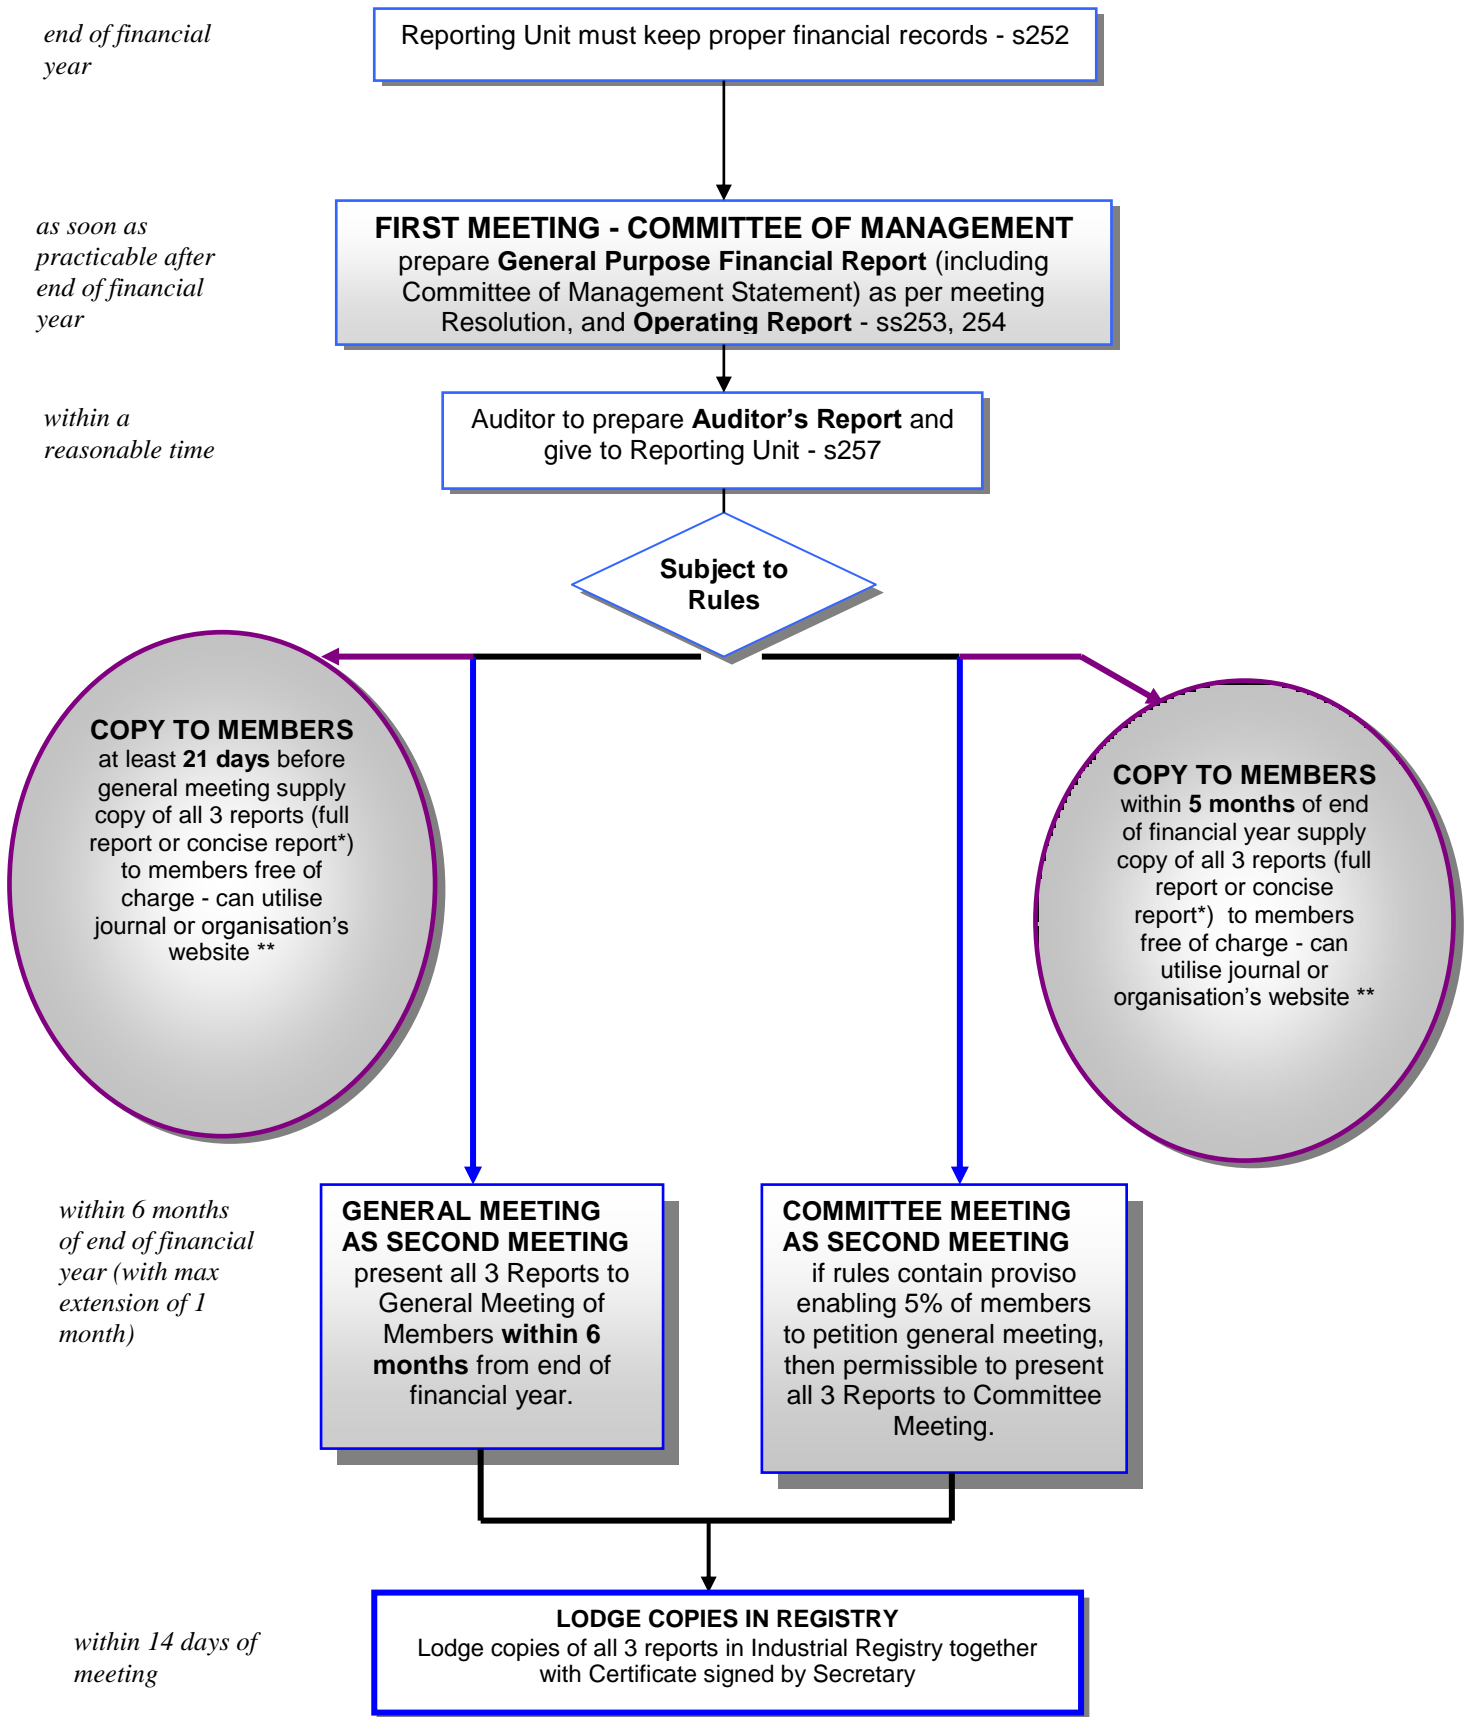 end of financial
year
Reporting Unit must keep proper financial records - s252
as soon as
practicable after
end of financial
year
FIRST MEETING - COMMITTEE OF MANAGEMENT
prepare General Purpose Financial Report (including
Committee of Management Statement) as per meeting
Resolution, and Operating Report - ss253, 254
within a
reasonable time
Auditor to prepare Auditor's Report and
give to Reporting Unit - s257
Subject to
Rules
COPY TO MEMBERS
at least 21 days before
general meeting supply
copy of all 3 reports (full
report or concise report*)
to members free of
charge - can utilise
journal or organisation's
website **
COPY TO MEMBERS
within 5 months of end
of financial year supply
copy of all 3 reports (full
report or concise
report*)  to members
free of charge - can
utilise journal or
organisation's website **
within 6 months
of end of financial
year (with max
extension of 1
month)
GENERAL MEETING
AS SECOND MEETING
present all 3 Reports to
General Meeting of
Members within 6
months from end of
financial year.
COMMITTEE MEETING
AS SECOND MEETING
if rules contain proviso
enabling 5% of members
to petition general meeting,
then permissible to present
all 3 Reports to Committee
Meeting.
within 14 days of
meeting
LODGE COPIES IN REGISTRY
Lodge copies of all 3 reports in Industrial Registry together
with Certificate signed by Secretary